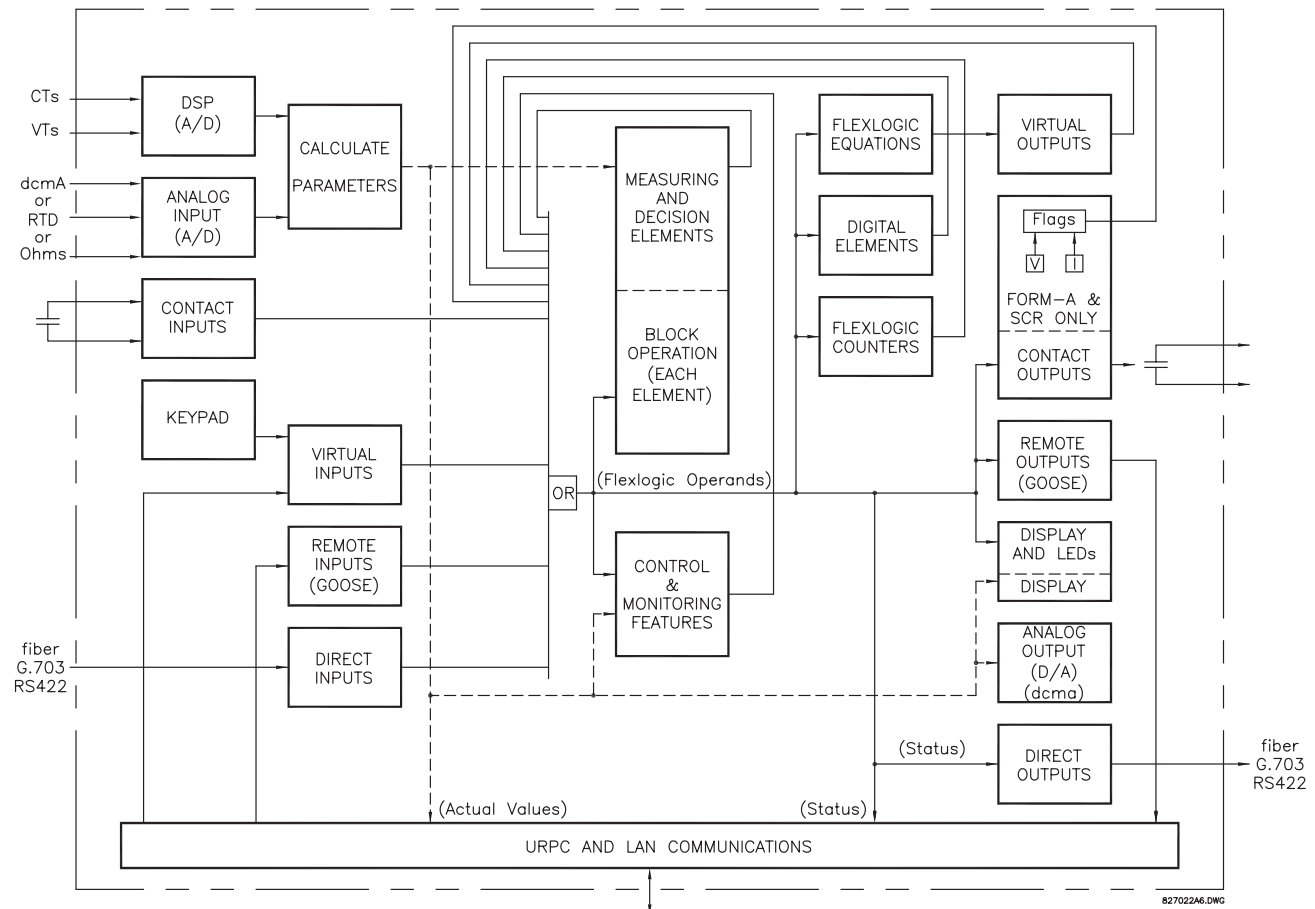 CTs
VTs
dcmA
or
RTD
or
Ohms
DSP
(A/D)
ANALOG
INPUT
(A/D)
CALCULATE
PARAMETERS
CONTACT
INPUTS
KEYPAD
VIRTUAL
INPUTS
REMOTE
INPUTS
(GOOSE)
DIRECT
INPUTS
fiber
G.703
RS422
MEASURING
AND
DECISION
ELEMENTS
BLOCK
OPERATION
(EACH
ELEMENT)
OR
(Flexlogic Operands)
CONTROL
&
MONITORING
FEATURES
FLEXLOGIC
EQUATIONS
DIGITAL
ELEMENTS
FLEXLOGIC
COUNTERS
VIRTUAL
OUTPUTS
Flags
V I
FORM-A &
SCR ONLY
CONTACT
OUTPUTS
REMOTE
OUTPUTS
(GOOSE)
DISPLAY
AND LEDs
DISPLAY
ANALOG
OUTPUT
(D/A)
(dcma)
(Status)
DIRECT
OUTPUTS
fiber
G.703
RS422
(Actual Values)
(Status)
URPC AND LAN COMMUNICATIONS
827022A6.DWG